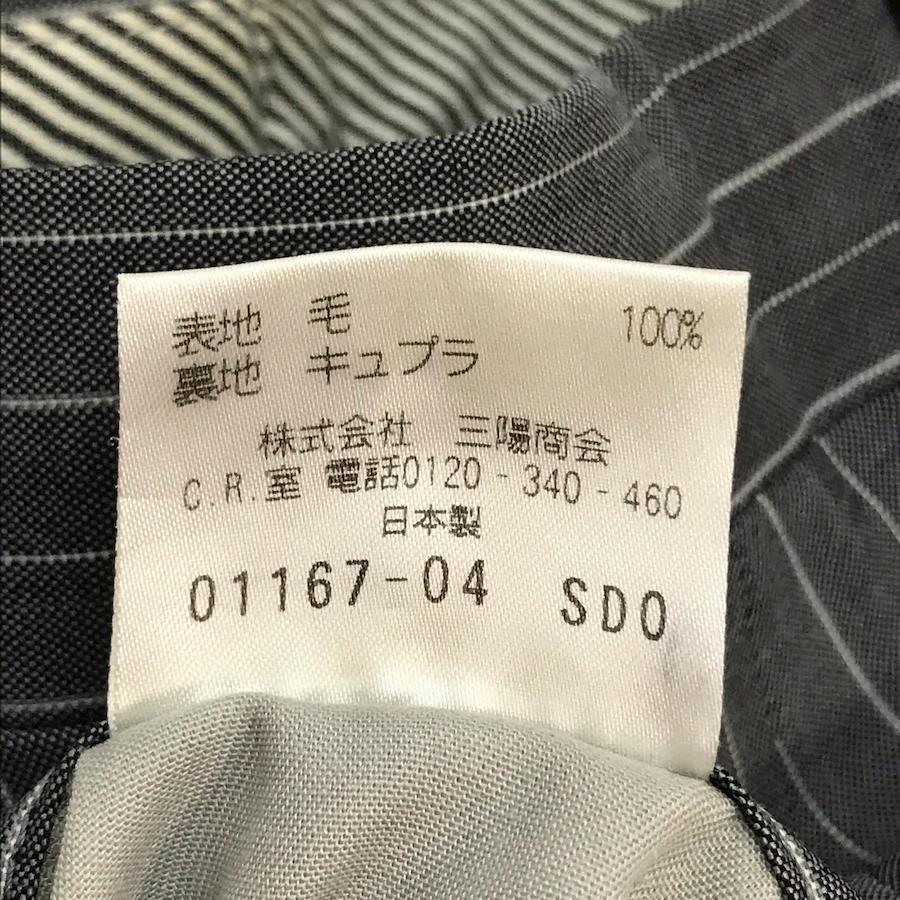 表地 毛 100%
裏地 キュプラ
株式会社 三陽商会
C.R.室 電話0120-340-460
日本製
01167-04 SDO